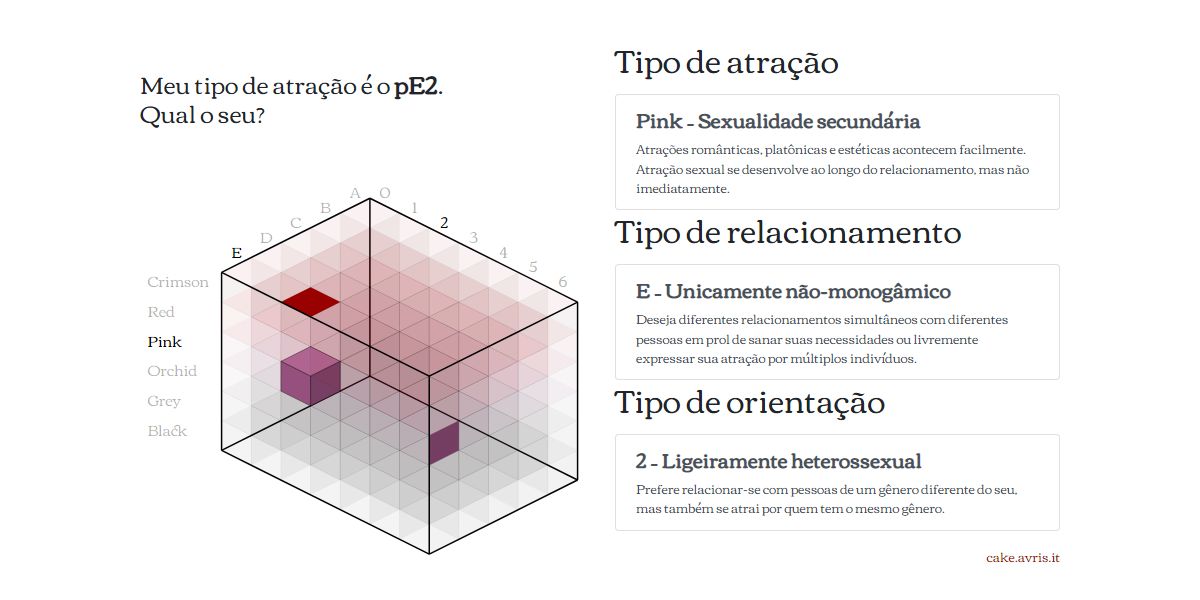 Meu tipo de atração é o pE2.
Qual o seu?
A O
B 1
C 2
D 3
E 4
5
6
Crimson
Red
Pink
Orchid
Grey
Black
Tipo de atração
Pink - Sexualidade secundária
Atrações românticas, platônicas e estéticas acontecem facilmente.
Atração sexual se desenvolve ao longo do relacionamento, mas não
imediatamente.
Tipo de relacionamento
E - Unicamente não-monogâmico
Deseja diferentes relacionamentos simultâneos com diferentes
pessoas em prol de sanar suas necessidades ou livremente
expressar sua atração por múltiplos indivíduos.
Tipo de orientação
2 - Ligeiramente heterossexual
Prefere relacionar-se com pessoas de um gênero diferente do seu,
mas também se atrai por quem tem o mesmo gênero.
cake.avris.it